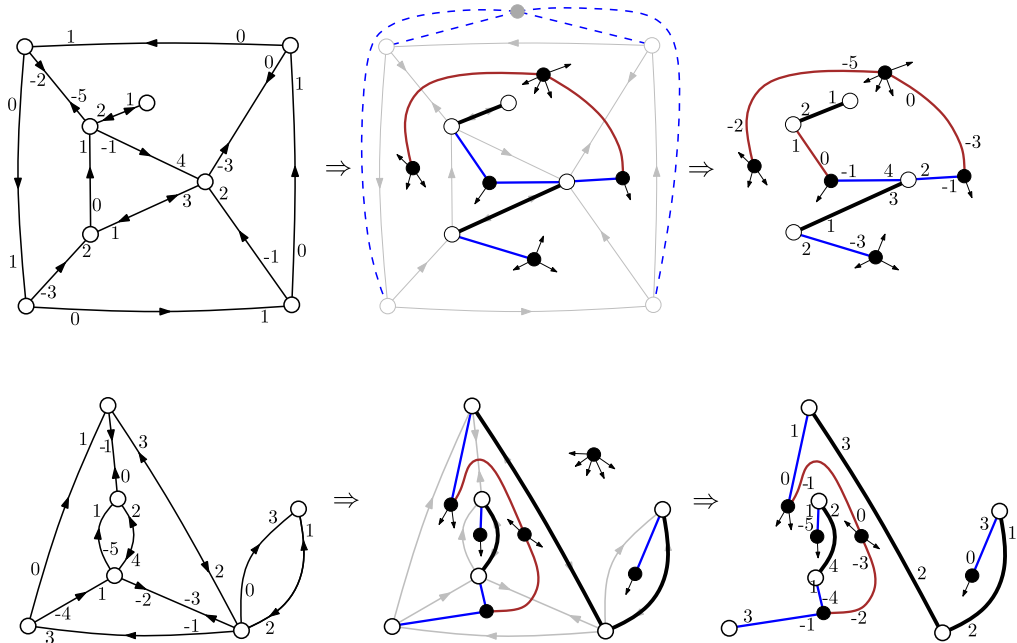 1 0
-2 0
0 -5 2 1 1
1 -1 4 -3
0 3 2
2 1
1 -3 -1 0
0 1
⇒
⇒
-5
2 1 0
-2 1 0 -3
-1 4 2 -1
3
2 1 -3
1 -1 3
0
1 2
-5 4
0 -4 1 -2 -3 2
3 -1
3 1
0 2
⇒
⇒
1 3
0 -1
1 2 0
-5 -3
4 2
1 -4
3 -1 -2
3 1
0
2